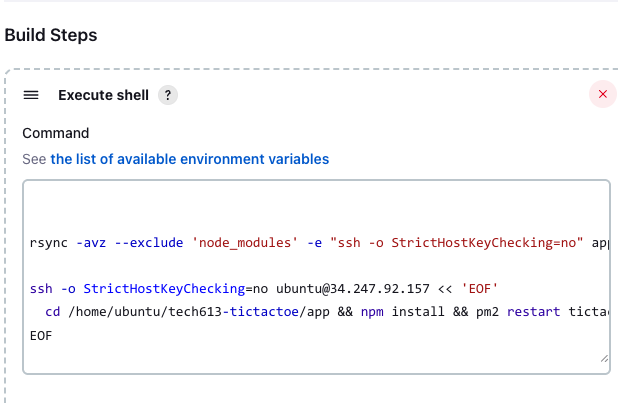 Build Steps
Execute shell ?
Command
See the list of available environment variables
rsync -avz --exclude 'node_modules' -e "ssh -o StrictHostKeyChecking=no"
ssh -o StrictHostKeyChecking=no ubuntu@34.247.92.157 << 'EOF'
cd /home/ubuntu/tech613-tictactoe/app && npm install && pm2 restart
EOF